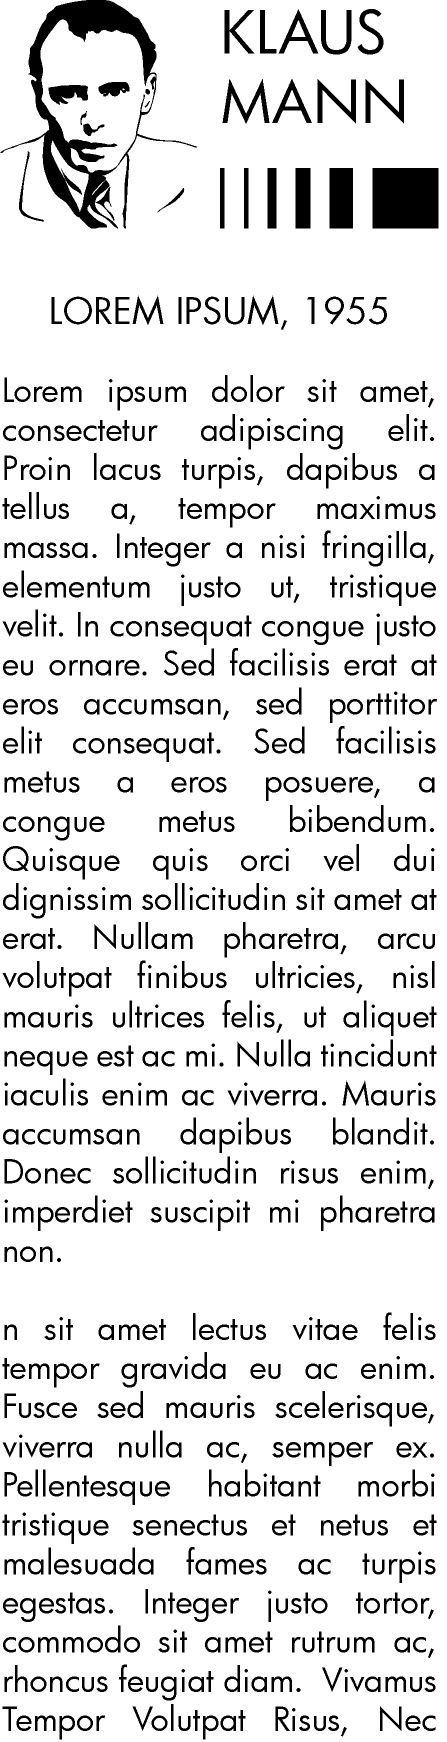 KLAUS
MANN
LOREM IPSUM, 1955
Lorem ipsum dolor sit amet,
consectetur adipiscing elit.
Proin lacus turpis, dapibus a
tellus a, tempor maximus
massa. Integer a nisi fringilla,
elementum justo ut, tristique
velit. In consequat congue justo
eu ornare. Sed facilisis erat at
eros accumsan, sed porttitor
elit consequat. Sed facilisis
metus a eros posuere, a
congue metus bibendum.
Quisque quis orci vel dui
dignissim sollicitudin sit amet at
erat. Nullam pharetra, arcu
volutpat finibus ultricies, nisl
mauris ultrices felis, ut aliquet
neque est ac mi. Nulla tincidunt
iaculis enim ac viverra. Mauris
accumsan dapibus blandit.
Donec sollicitudin risus enim,
imperdiet suscipit mi pharetra
non.
n sit amet lectus vitae felis
tempor gravida eu ac enim.
Fusce sed mauris scelerisque,
viverra nulla ac, semper ex.
Pellentesque habitant morbi
tristique senectus et netus et
malesuada fames ac turpis
egestas. Integer justo tortor,
commodo sit amet rutrum ac,
rhoncus feugiat diam. Vivamus
Tempor Volutpat Risus, Nec